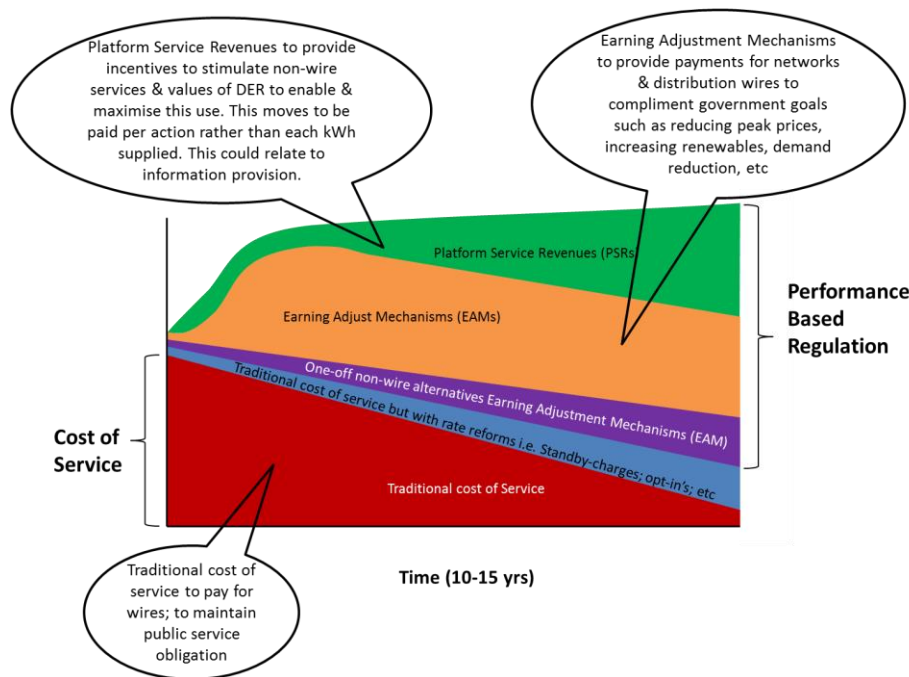 Platform Service Revenues to provide
incentives to stimulate non-wire
services & values of DER to enable &
maximise this use. This moves to be
paid per action rather than each kWh
supplied. This could relate to
information provision.
Earning Adjustment Mechanisms
to provide payments for networks
& distribution wires to
compliment government goals
such as reducing peak prices,
increasing renewables, demand
reduction, etc
Platform Service Revenues (PSRs)
Earning Adjust Mechanisms (EAMs)
Performance
Based
Regulation
One-off non-wire alternatives Earning Adjustment Mechanisms (EAM)
Traditional cost of service but with rate reforms i.e. Standby-charges; opt-in's; etc
Cost of
Service
Traditional cost of Service
Time (10-15 yrs)
Traditional cost of
service to pay for
wires; to maintain
public service
obligation